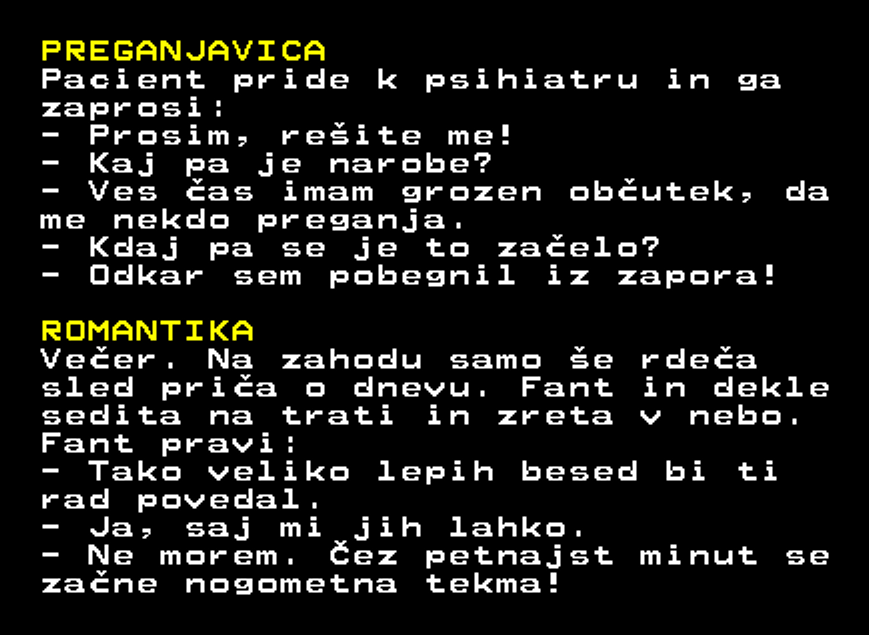 PREGANJAVICA
Pacient pride k psihiatru in ga
zaprosi:
- Prosim, rešite me!
- Kaj pa je narobe?
- Ves čas imam grozen občutek, da
me nekdo preganja.
- Kdaj pa se je to začelo?
- Odkar sem pobegnil iz zapora!
ROMANTIKA
Večer. Na zahodu samo še rdeča
sled priča o dnevu. Fant in dekle
sedita na trati in zreta v nebo.
Fant pravi:
- Tako veliko lepih besed bi ti
rad povedal.
- Ja, saj mi jih lahko.
- Ne morem. Čez petnajst minut se
začne nogometna tekma!